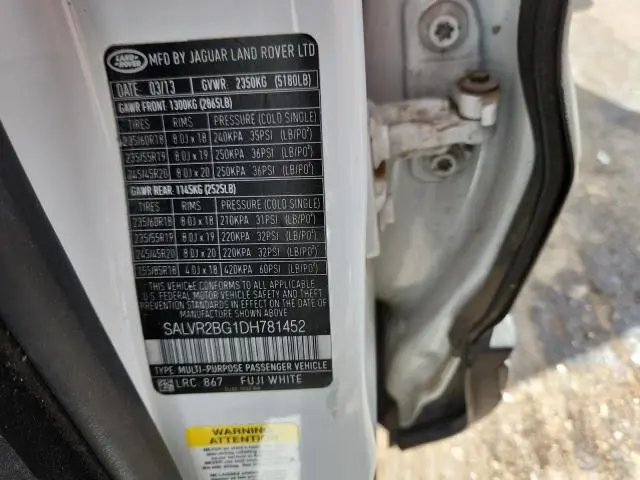 LAND ROVER
MFD BY JAGUAR LAND ROVER LTD
DATE: 03/13 GVWR: 2350KG (5180LB)
GAWR FRONT: 1300KG (2865LB)
TIRES RIMS PRESSURE (COLD SINGLE)
235/60R18 8.0J x 18 240KPA 35PSI (LB/PO²)
235/55R19 8.0J x 19 250KPA 36PSI (LB/PO²)
245/45R20 8.0J x 20 250KPA 36PSI (LB/PO²)
GAWR REAR: 1145KG (2525LB)
TIRES RIMS PRESSURE (COLD SINGLE)
235/60R18 8.0J x 18 210KPA 31PSI (LB/PO²)
235/55R19 8.0J x 19 220KPA 32PSI (LB/PO²)
245/45R20 8.0J x 20 220KPA 32PSI (LB/PO²)
155/85R18 4.0J x 18 420KPA 60PSI (LB/PO²)
THIS VEHICLE CONFORMS TO ALL APPLICABLE
U.S. FEDERAL MOTOR VEHICLE SAFETY AND THEFT
PREVENTION STANDARDS IN EFFECT ON THE DATE OF
MANUFACTURE SHOWN ABOVE
SALVR2BG1DH781452
TYPE: MULTI-PURPOSE PASSENGER VEHICLE
LRC 867 FUJI WHITE
WARNING
ATTENTION